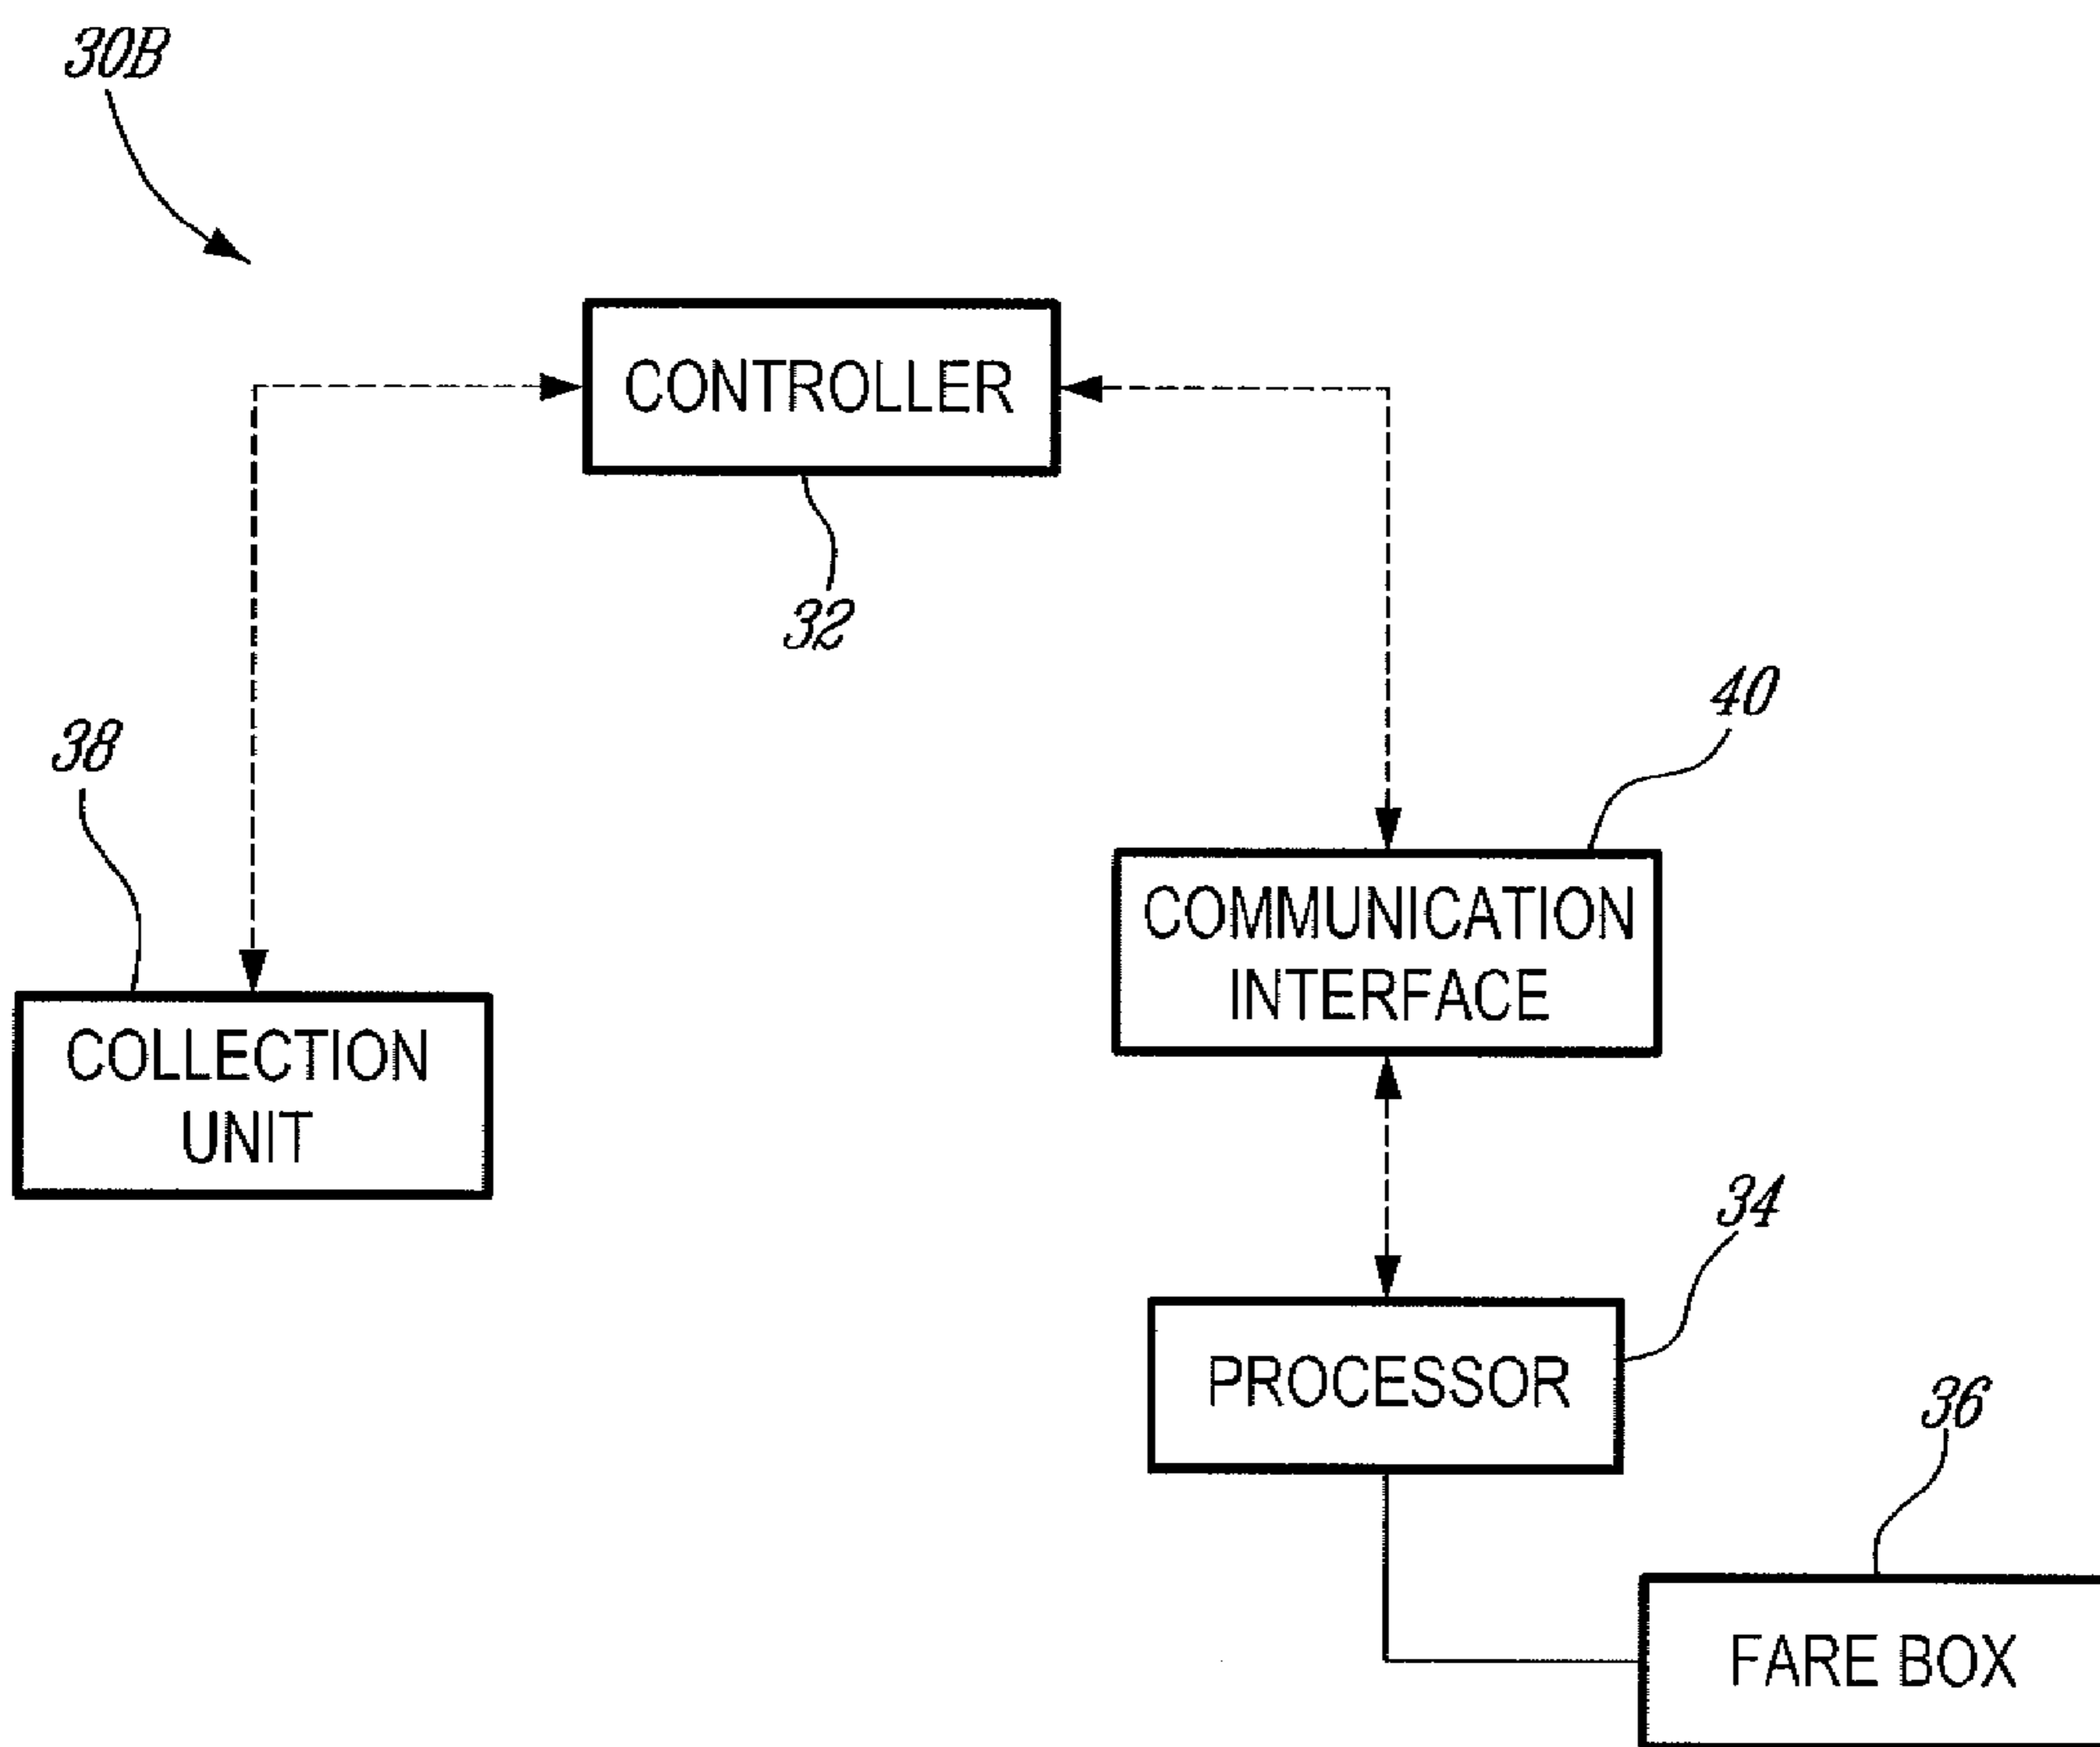 30B
CONTROLLER
32
40
38
COMMUNICATION
INTERFACE
COLLECTION
UNIT
34
PROCESSOR
36
FARE BOX